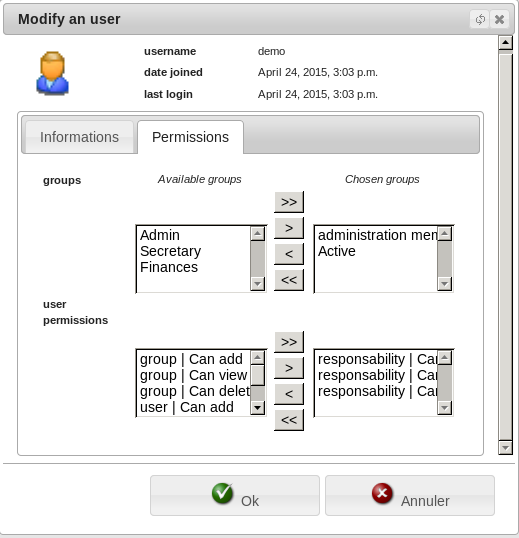 Modify an user
username demo
date joined April 24, 2015, 3:03 p.m.
last login April 24, 2015, 3:03 p.m.
Informations Permissions
groups Available groups Chosen groups
>>
>
<
<<
Admin
Secretary
Finances
administration men
Active
user
permissions
>>
>
<
<<
group | Can add
group | Can view
group | Can delet
user | Can add
responsability | Ca
responsability | Ca
responsability | Ca
Ok Annuler